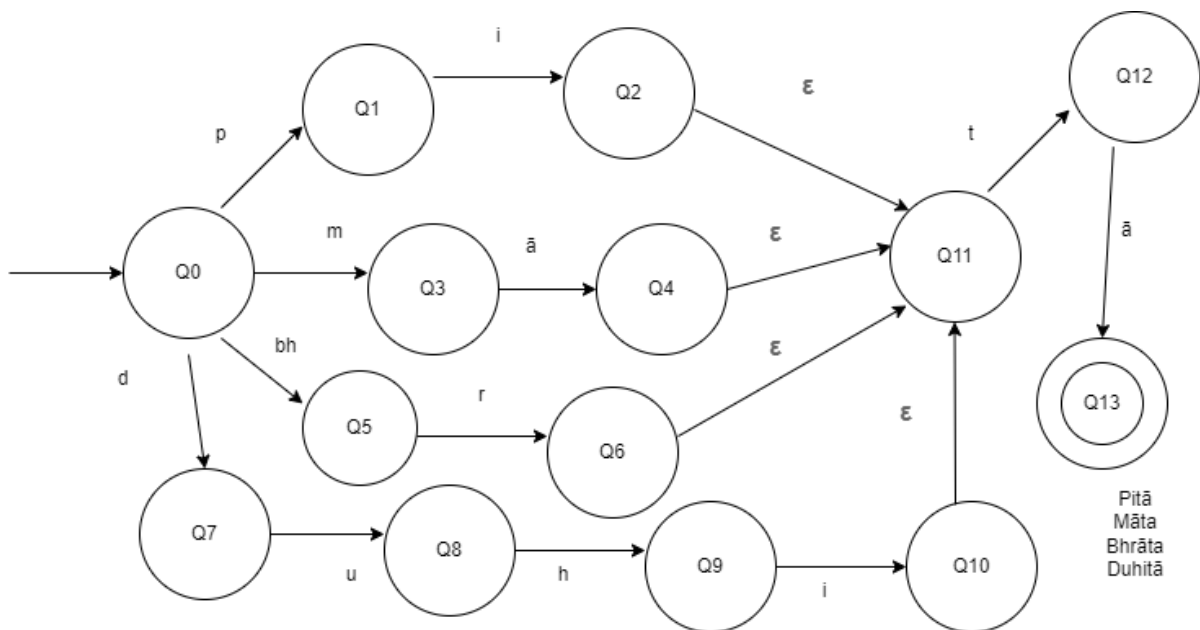 i
Q12
Q1
Q2
ε
p
t
m
ā
ε
ā
Q0
Q3
Q4
Q11
bh
ε
d
r
ε
Q5
Q13
Q6
Q7
Q8
Q9
Q10
u
h
i
Pitā
Māta
Bhrāta
Duhitā